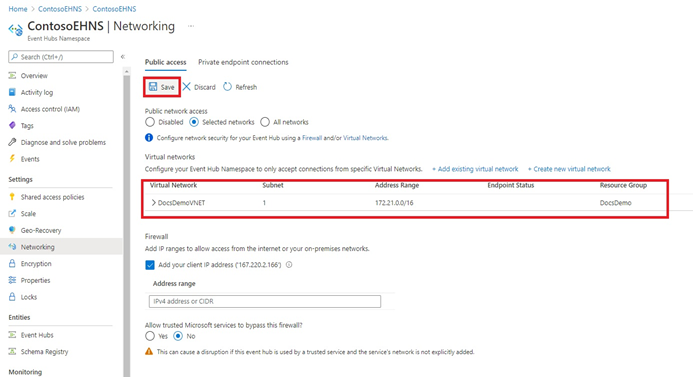 Home > ContosoEHNS > ContosoEHNS
ContosoEHNS | Networking ...
Event Hubs Namespace
Search (Ctrl+/) «
Overview
Activity log
Access control (IAM)
Tags
Diagnose and solve problems
Events
Settings
Shared access policies
Scale
Geo-Recovery
Networking
Encryption
Properties
Locks
Entities
Event Hubs
Schema Registry
Monitoring
Public access Private endpoint connections
Save Discard Refresh
Public network access
Disabled Selected networks All networks
Configure network security for your Event Hub using a Firewall and/or Virtual Networks.
Virtual networks
Configure your Event Hub Namespace to only accept connections from specific Virtual Networks. + Add existing virtual network + Create new virtual network
Virtual Network Subnet Address Range Endpoint Status Resource Group
> DocsDemoVNET 1 172.21.0.0/16 DocsDemo
Firewall
Add IP ranges to allow access from the internet or your on-premises networks.
Add your client IP address ('167.220.2.166')
Address range
IPv4 address or CIDR
Allow trusted Microsoft services to bypass this firewall?
Yes No
This can cause a disruption if this event hub is used by a trusted service and the service's network is not explicitly added.